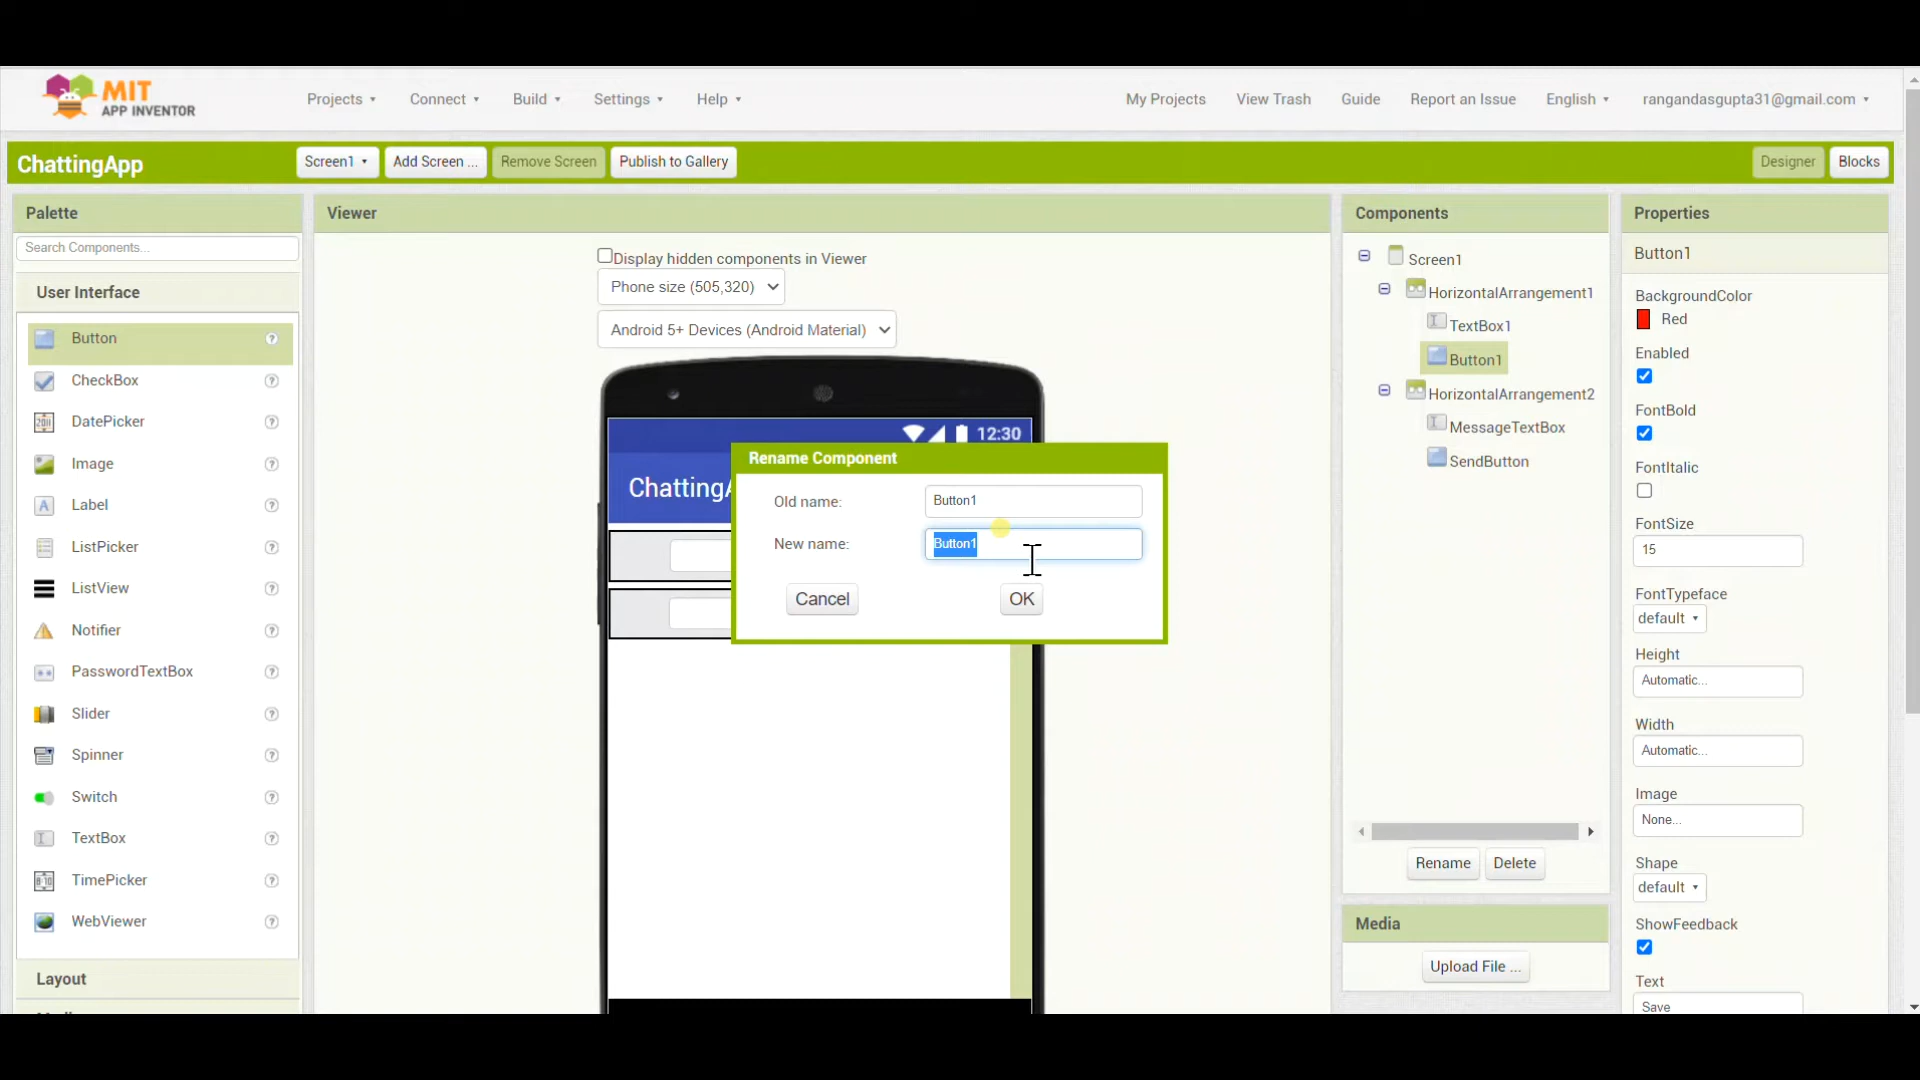 MIT
APP INVENTOR
Projects
Connect
Build
Settings
Help
My Projects
View Trash
Guide
Report an Issue
English
rangandasgupta31@gmail.com
ChattingApp
Screen1
Add Screen ...
Remove Screen
Publish to Gallery
Designer
Blocks
Palette
Search Components...
User Interface
Button
CheckBox
DatePicker
Image
Label
ListPicker
ListView
Notifier
PasswordTextBox
Slider
Spinner
Switch
TextBox
TimePicker
WebViewer
Layout
Viewer
Display hidden components in Viewer
Phone size (505,320)
Android 5+ Devices (Android Material)
12:30
ChattingA
Rename Component
Old name:
Button1
New name:
Button1
Cancel
OK
Components
Screen1
HorizontalArrangement1
TextBox1
Button1
HorizontalArrangement2
MessageTextBox
SendButton
Rename
Delete
Media
Upload File ...
Properties
Button1
BackgroundColor
Red
Enabled
FontBold
FontItalic
FontSize
15
FontTypeface
default
Height
Automatic...
Width
Automatic...
Image
None...
Shape
default
ShowFeedback
Text
Save